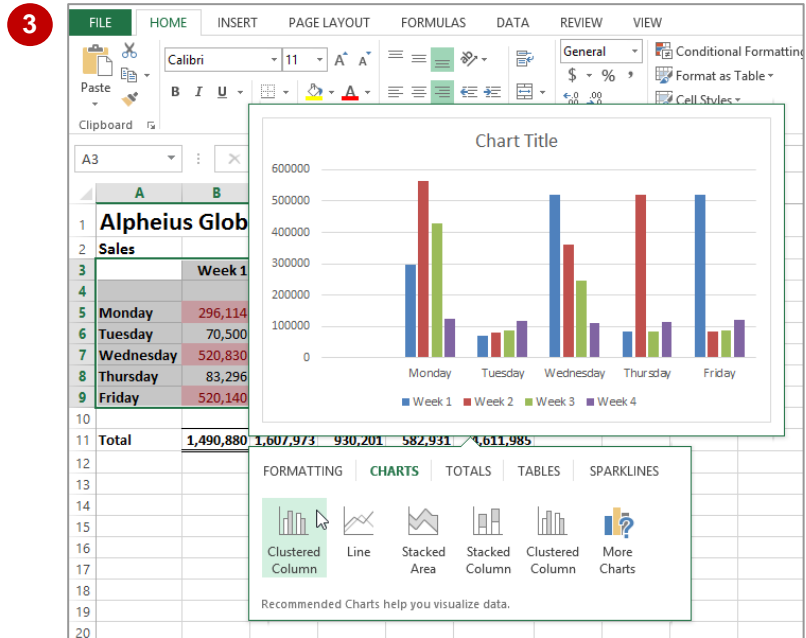 3
FILE HOME INSERT PAGE LAYOUT FORMULAS DATA REVIEW VIEW
Calibri 11 General Conditional Formatting
Paste B I U A $ % Format as Table
Cell Styles
Clipboard
A3
Chart Title
600000
500000
400000
300000
200000
100000
0
Monday Tuesday Wednesday Thursday Friday
Week 1 Week 2 Week 3 Week 4
A B
1 Alpheius Glob
2 Sales
3 Week 1
4
5 Monday 296,114
6 Tuesday 70,500
7 Wednesday 520,830
8 Thursday 83,296
9 Friday 520,140
10
11 Total 1,490,880 1,607,973 930,201 582,931 4,611,985
12
13
14
15
16
17
18
19
20
FORMATTING CHARTS TOTALS TABLES SPARKLINES
Clustered Column
Line
Stacked Area
Stacked Column
Clustered Column
More Charts
Recommended Charts help you visualize data.